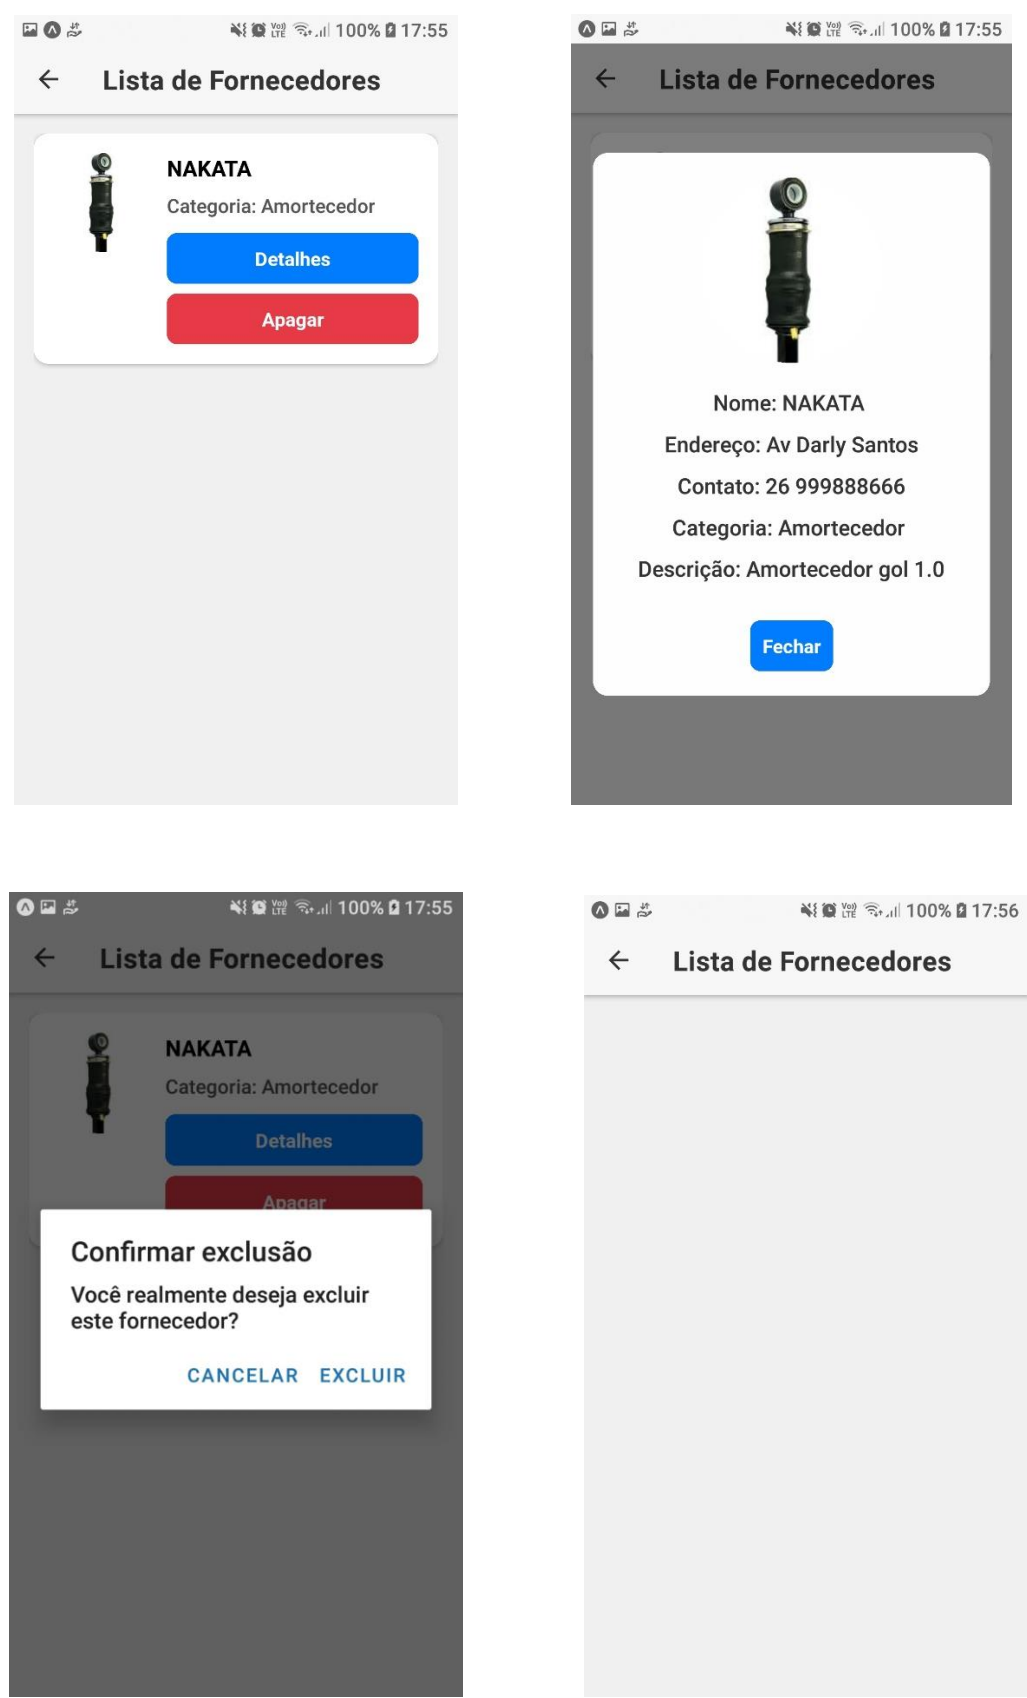 100% 17:55
Lista de Fornecedores
NAKATA
Categoria: Amortecedor
Detalhes
Apagar
100% 17:55
Lista de Fornecedores
Nome: NAKATA
Endereço: Av Darly Santos
Contato: 26 999888666
Categoria: Amortecedor
Descrição: Amortecedor gol 1.0
Fechar
100% 17:55
Lista de Fornecedores
NAKATA
Categoria: Amortecedor
Detalhes
Apagar
Confirmar exclusão
Você realmente deseja excluir
este fornecedor?
CANCELAR EXCLUIR
100% 17:56
Lista de Fornecedores